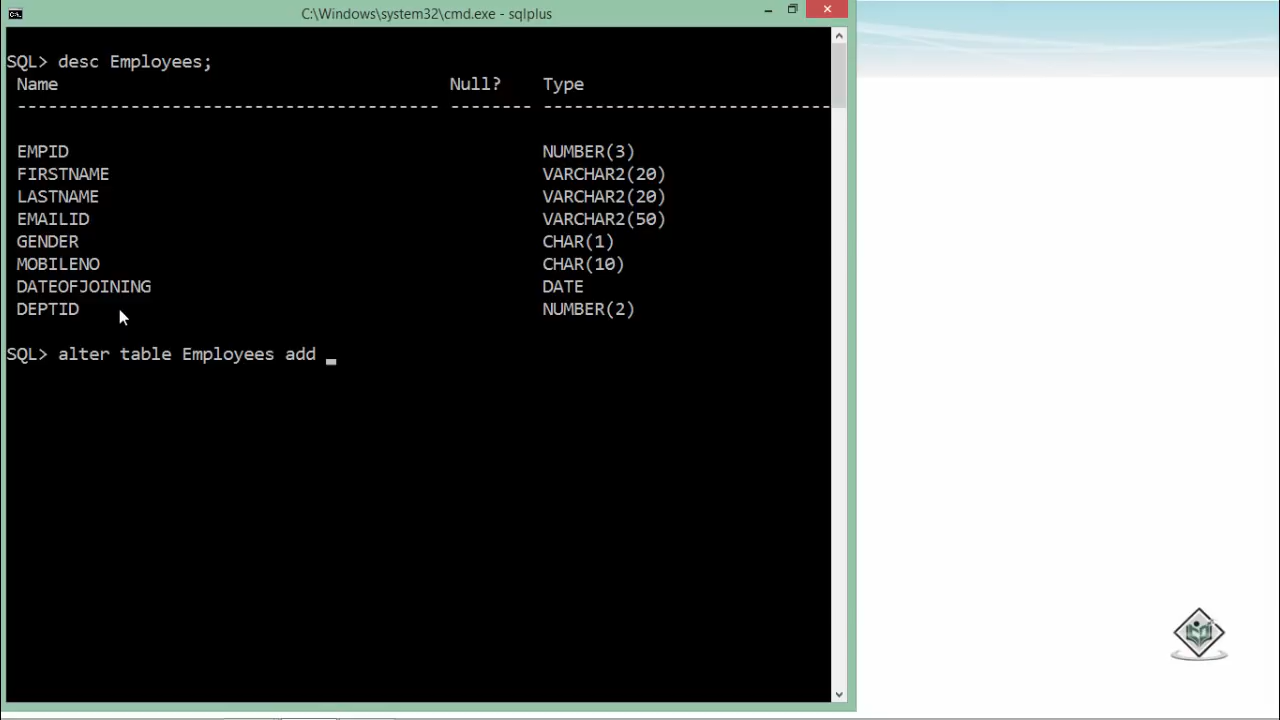 C:\Windows\system32\cmd.exe - sqlplus
SQL> desc Employees;
Name Null? Type
----------------------------------------- -------- ----------------------------
EMPID NUMBER(3)
FIRSTNAME VARCHAR2(20)
LASTNAME VARCHAR2(20)
EMAILID VARCHAR2(50)
GENDER CHAR(1)
MOBILENO CHAR(10)
DATEOFJOINING DATE
DEPTID NUMBER(2)
SQL> alter table Employees add _